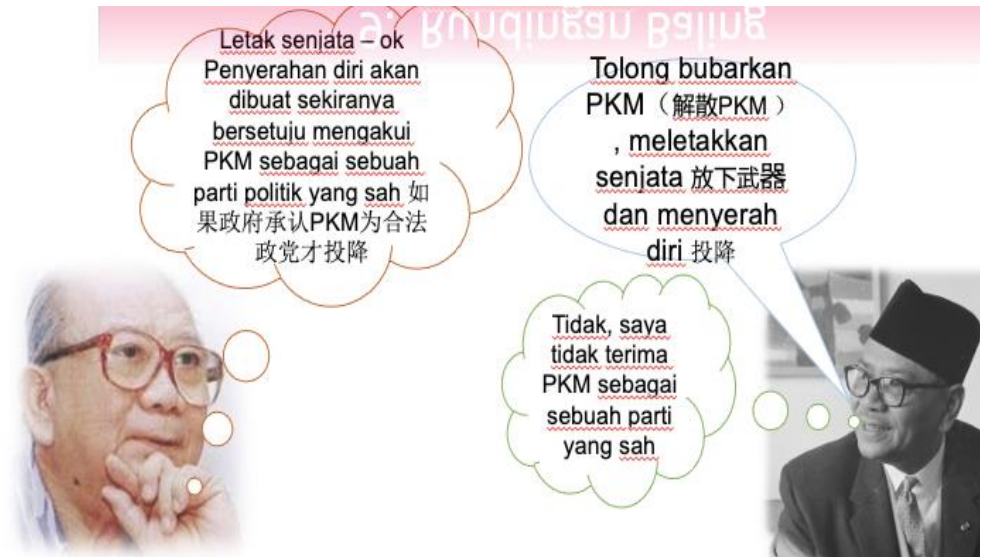 9. Rundingan Baling
Letak senjata – ok
Penyerahan diri akan
dibuat sekiranya
bersetuju mengakui
PKM sebagai sebuah
parti politik yang sah 如
果政府承认PKM为合法
政党才投降
Tolong bubarkan
PKM（解散PKM ）
, meletakkan
senjata 放下武器
dan menyerah
diri 投降
Tidak, saya
tidak terima
PKM sebagai
sebuah parti
yang sah